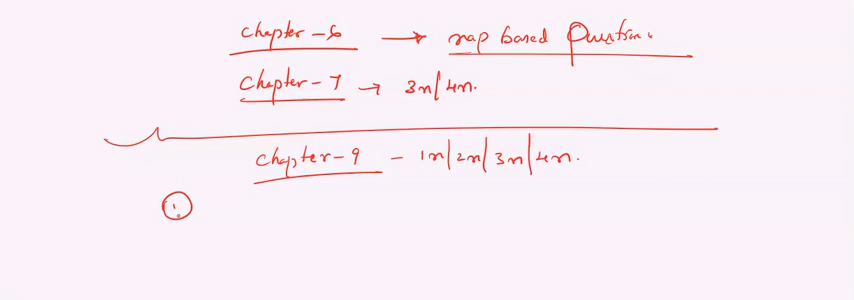 Chapter-6 → map based Question.
Chapter-7 → 3m/4m.
Chapter-9 - 1m/2m/3m/4m.